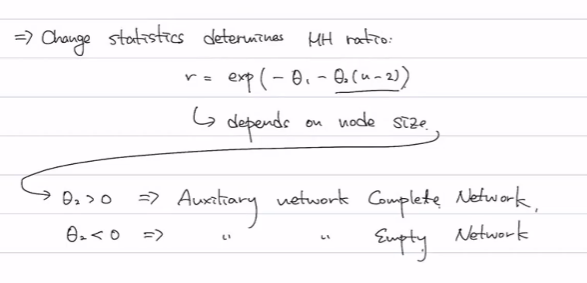 ⇒ Change statistics determines MH ratio:
r = exp(-θ₁ - θ₂(n-2))
↳ depends on node size.
→ θ₂ > 0 ⇒ Auxiliary network Complete Network,
θ₂ < 0 ⇒ " " Empty Network